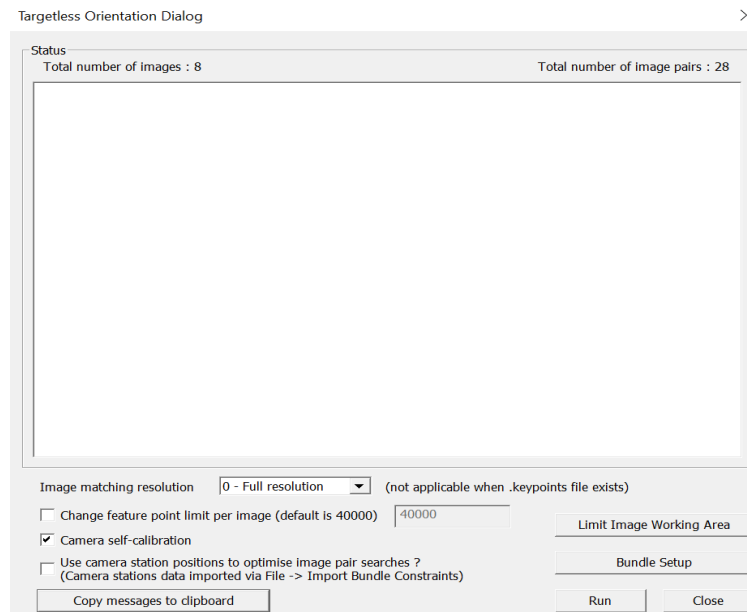 Targetless Orientation Dialog
Status
Total number of images : 8 Total number of image pairs : 28
Image matching resolution 0 - Full resolution (not applicable when .keypoints file exists)
Change feature point limit per image (default is 40000) 40000
Limit Image Working Area
Camera self-calibration
Use camera station positions to optimise image pair searches ?
(Camera stations data imported via File -> Import Bundle Constraints)
Bundle Setup
Copy messages to clipboard Run Close